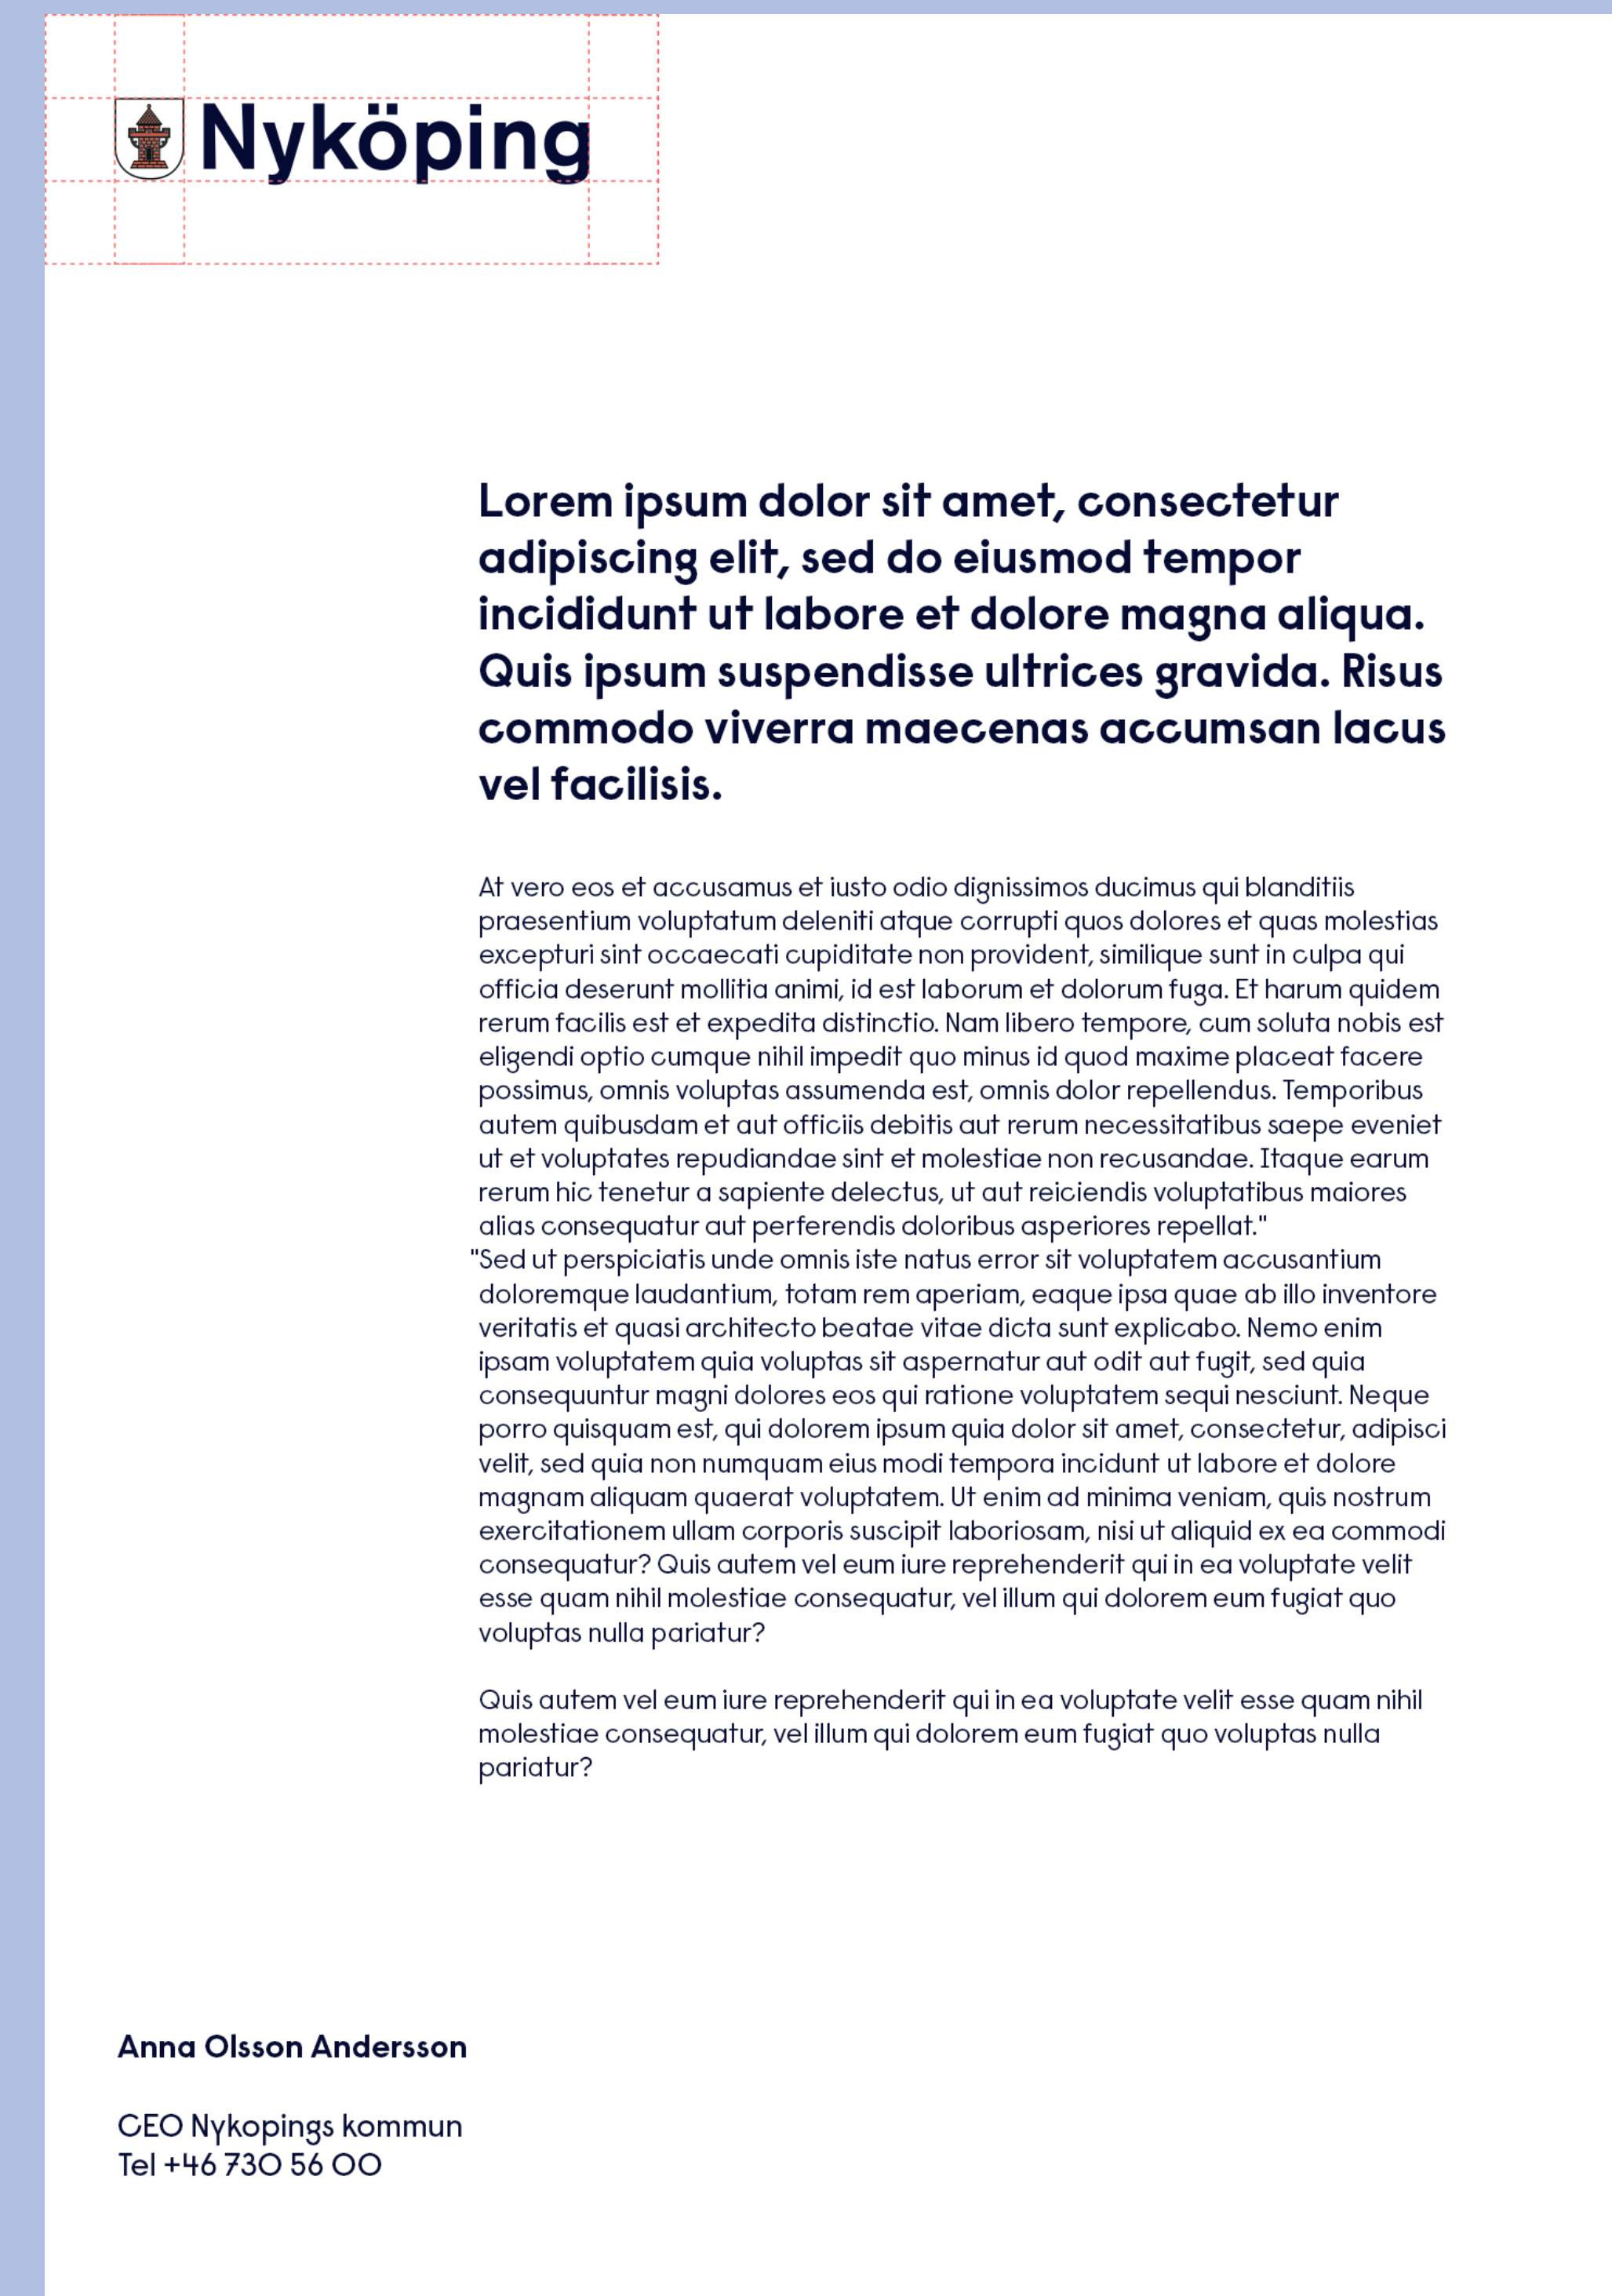 Nyköping
Lorem ipsum dolor sit amet, consectetur
adipiscing elit, sed do eiusmod tempor
incididunt ut labore et dolore magna aliqua.
Quis ipsum suspendisse ultrices gravida. Risus
commodo viverra maecenas accumsan lacus
vel facilisis.
At vero eos et accusamus et iusto odio dignissimos ducimus qui blanditiis
praesentium voluptatum deleniti atque corrupti quos dolores et quas molestias
excepturi sint occaecati cupiditate non provident, similique sunt in culpa qui
officia deserunt mollitia animi, id est laborum et dolorum fuga. Et harum quidem
rerum facilis est et expedita distinctio. Nam libero tempore, cum soluta nobis est
eligendi optio cumque nihil impedit quo minus id quod maxime placeat facere
possimus, omnis voluptas assumenda est, omnis dolor repellendus. Temporibus
autem quibusdam et aut officiis debitis aut rerum necessitatibus saepe eveniet
ut et voluptates repudiandae sint et molestiae non recusandae. Itaque earum
rerum hic tenetur a sapiente delectus, ut aut reiciendis voluptatibus maiores
alias consequatur aut perferendis doloribus asperiores repellat."
"Sed ut perspiciatis unde omnis iste natus error sit voluptatem accusantium
doloremque laudantium, totam rem aperiam, eaque ipsa quae ab illo inventore
veritatis et quasi architecto beatae vitae dicta sunt explicabo. Nemo enim
ipsam voluptatem quia voluptas sit aspernatur aut odit aut fugit, sed quia
consequuntur magni dolores eos qui ratione voluptatem sequi nesciunt. Neque
porro quisquam est, qui dolorem ipsum quia dolor sit amet, consectetur, adipisci
velit, sed quia non numquam eius modi tempora incidunt ut labore et dolore
magnam aliquam quaerat voluptatem. Ut enim ad minima veniam, quis nostrum
exercitationem ullam corporis suscipit laboriosam, nisi ut aliquid ex ea commodi
consequatur? Quis autem vel eum iure reprehenderit qui in ea voluptate velit
esse quam nihil molestiae consequatur, vel illum qui dolorem eum fugiat quo
voluptas nulla pariatur?
Quis autem vel eum iure reprehenderit qui in ea voluptate velit esse quam nihil
molestiae consequatur, vel illum qui dolorem eum fugiat quo voluptas nulla
pariatur?
Anna Olsson Andersson
CEO Nykopings kommun
Tel +46 730 56 00